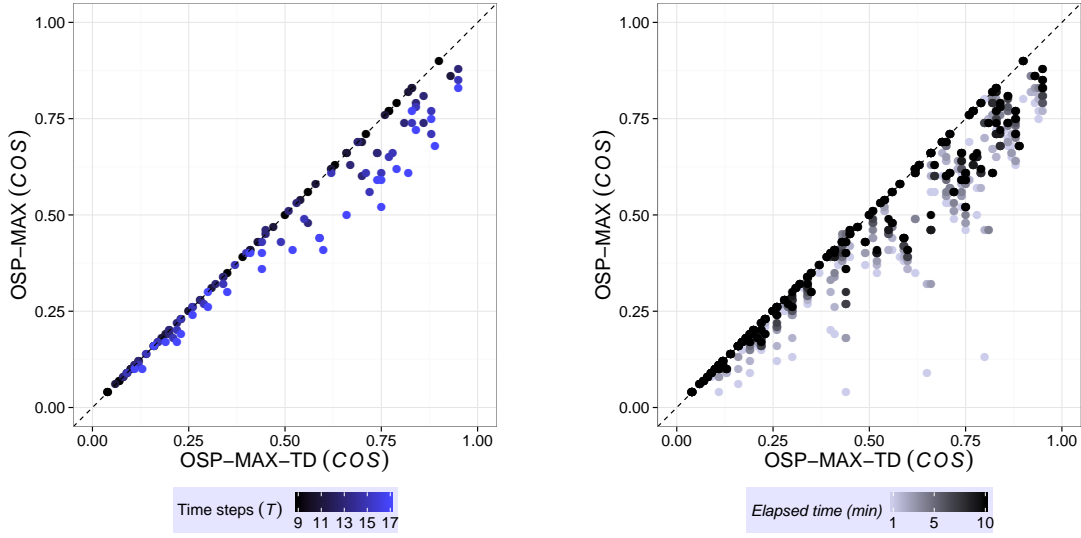 1.00
0.75
0.50
0.25
0.00
OSP−MAX (COS)
0.00 0.25 0.50 0.75 1.00
OSP−MAX−TD (COS)
Time steps (T)
9 11 13 15 17
1.00
0.75
0.50
0.25
0.00
OSP−MAX (COS)
0.00 0.25 0.50 0.75 1.00
OSP−MAX−TD (COS)
Elapsed time (min)
1 5 10